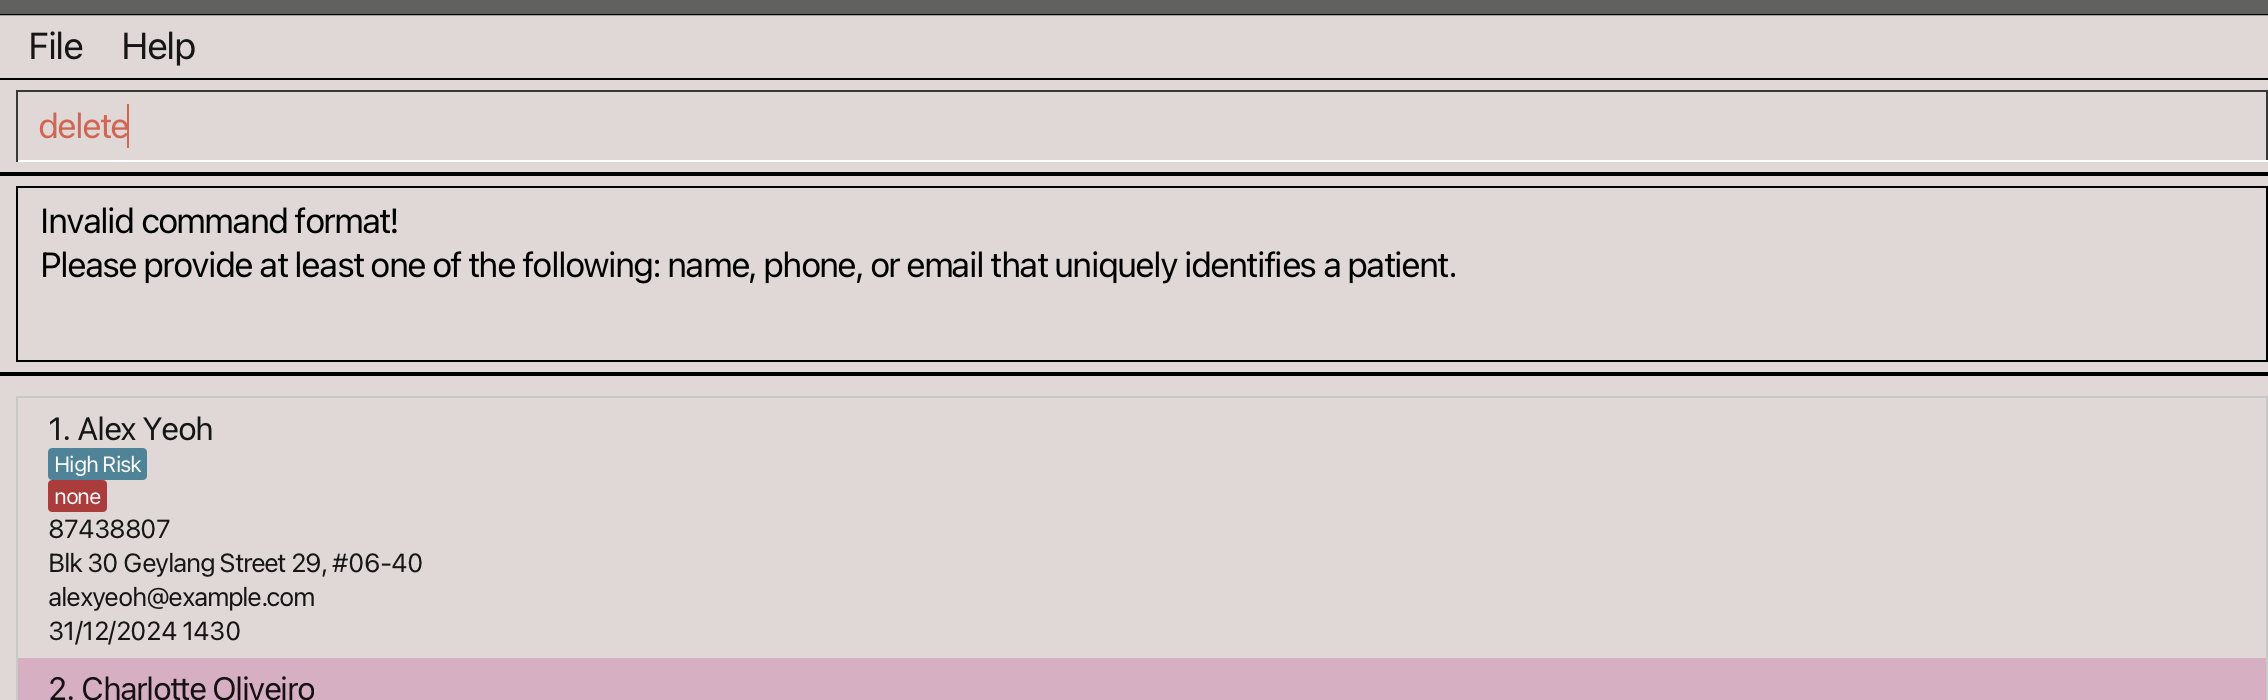 File Help
delete
Invalid command format!
Please provide at least one of the following: name, phone, or email that uniquely identifies a patient.
1. Alex Yeoh
High Risk
none
87438807
Blk 30 Geylang Street 29, #06-40
alexyeoh@example.com
31/12/2024 1430
2. Charlotte Oliveiro